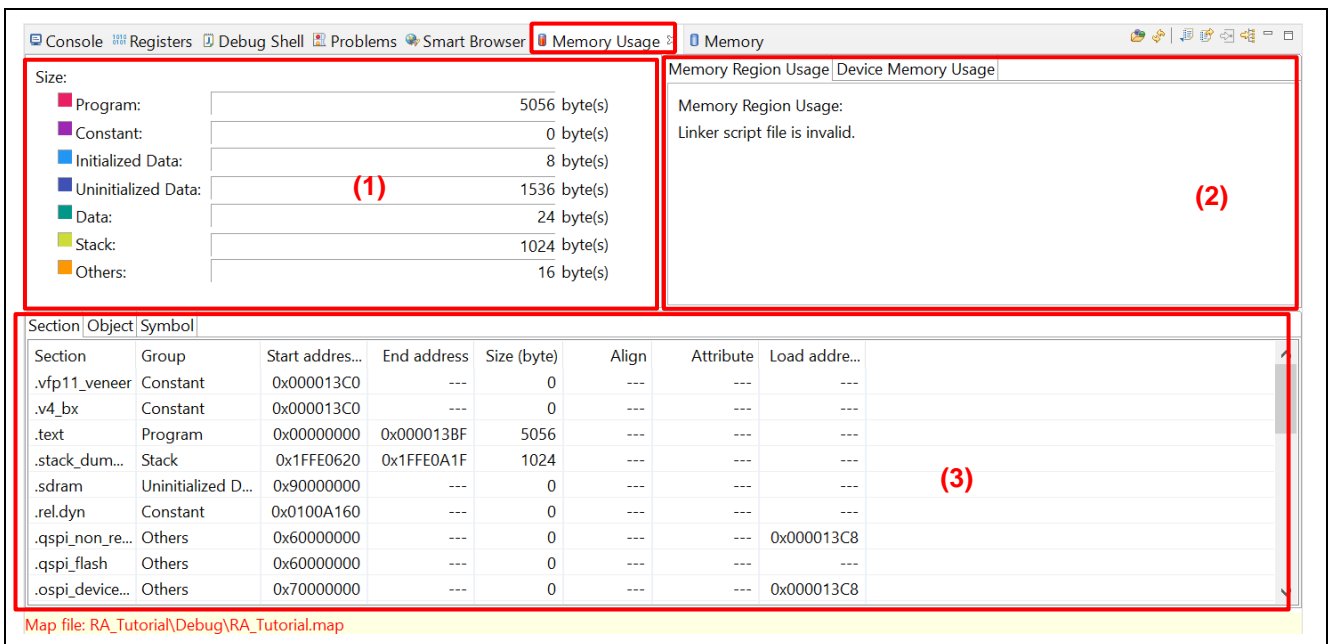 Console Registers Debug Shell Problems Smart Browser Memory Usage Memory
Size:
Program: 5056 byte(s)
Constant: 0 byte(s)
Initialized Data: 8 byte(s)
Uninitialized Data: 1536 byte(s)
Data: 24 byte(s)
Stack: 1024 byte(s)
Others: 16 byte(s)
(1)
Memory Region Usage Device Memory Usage
Memory Region Usage:
Linker script file is invalid.
(2)
Section Object Symbol
Section Group Start addres... End address Size (byte) Align Attribute Load addre...
.vfp11_veneer Constant 0x000013C0 --- 0 --- --- ---
.v4_bx Constant 0x000013C0 --- 0 --- --- ---
.text Program 0x00000000 0x000013BF 5056 --- --- ---
.stack_dum... Stack 0x1FFE0620 0x1FFE0A1F 1024 --- --- ---
.sdram Uninitialized D... 0x90000000 --- 0 --- --- ---
.rel.dyn Constant 0x0100A160 --- 0 --- --- ---
.qspi_non_re... Others 0x60000000 --- 0 --- --- 0x000013C8
.qspi_flash Others 0x60000000 --- 0 --- --- ---
.ospi_device... Others 0x70000000 --- 0 --- --- 0x000013C8
(3)
Map file: RA_Tutorial\Debug\RA_Tutorial.map